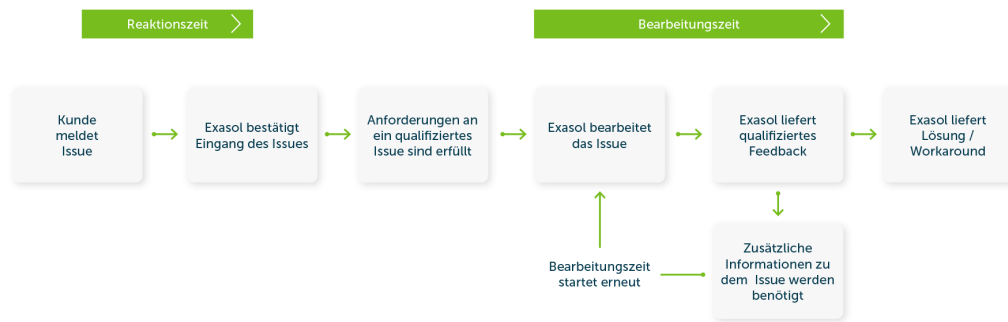 Reaktionszeit
Bearbeitungszeit
Kunde
meldet
Issue
Exasol bestätigt
Eingang des Issues
Anforderungen an
ein qualifiziertes
Issue sind erfüllt
Exasol bearbeitet
das Issue
Exasol liefert
qualifiziertes
Feedback
Exasol liefert
Lösung /
Workaround
Zusätzliche
Informationen zu
dem Issue werden
benötigt
Bearbeitungszeit
startet erneut